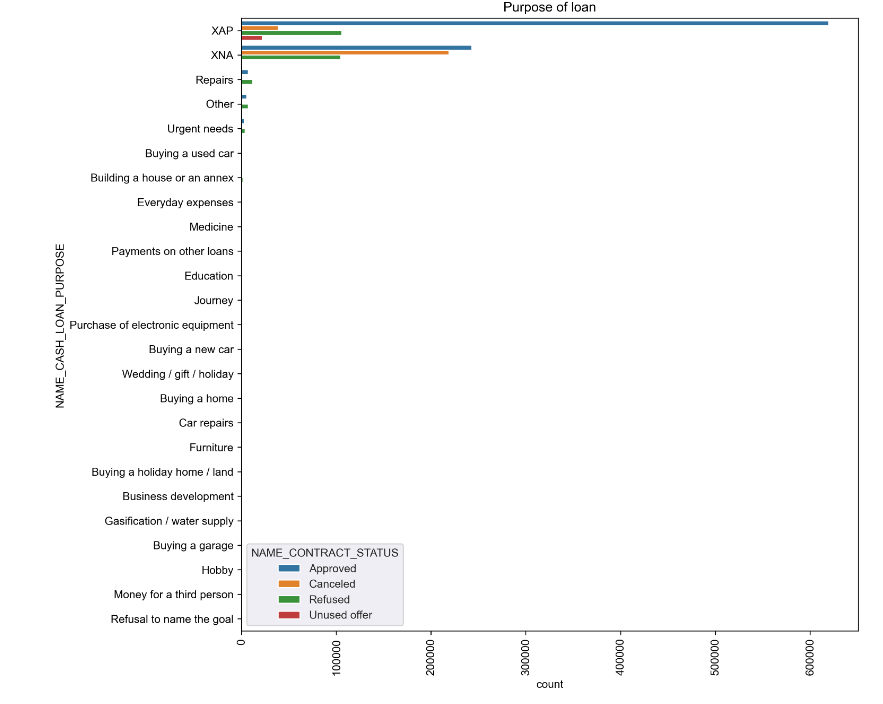 Purpose of loan
NAME_CASH_LOAN_PURPOSE
XAP
XNA
Repairs
Other
Urgent needs
Buying a used car
Building a house or an annex
Everyday expenses
Medicine
Payments on other loans
Education
Journey
Purchase of electronic equipment
Buying a new car
Wedding / gift / holiday
Buying a home
Car repairs
Furniture
Buying a holiday home / land
Business development
Gasification / water supply
Buying a garage
Hobby
Money for a third person
Refusal to name the goal
NAME_CONTRACT_STATUS
Approved
Canceled
Refused
Unused offer
0
100000
200000
300000
400000
500000
600000
count